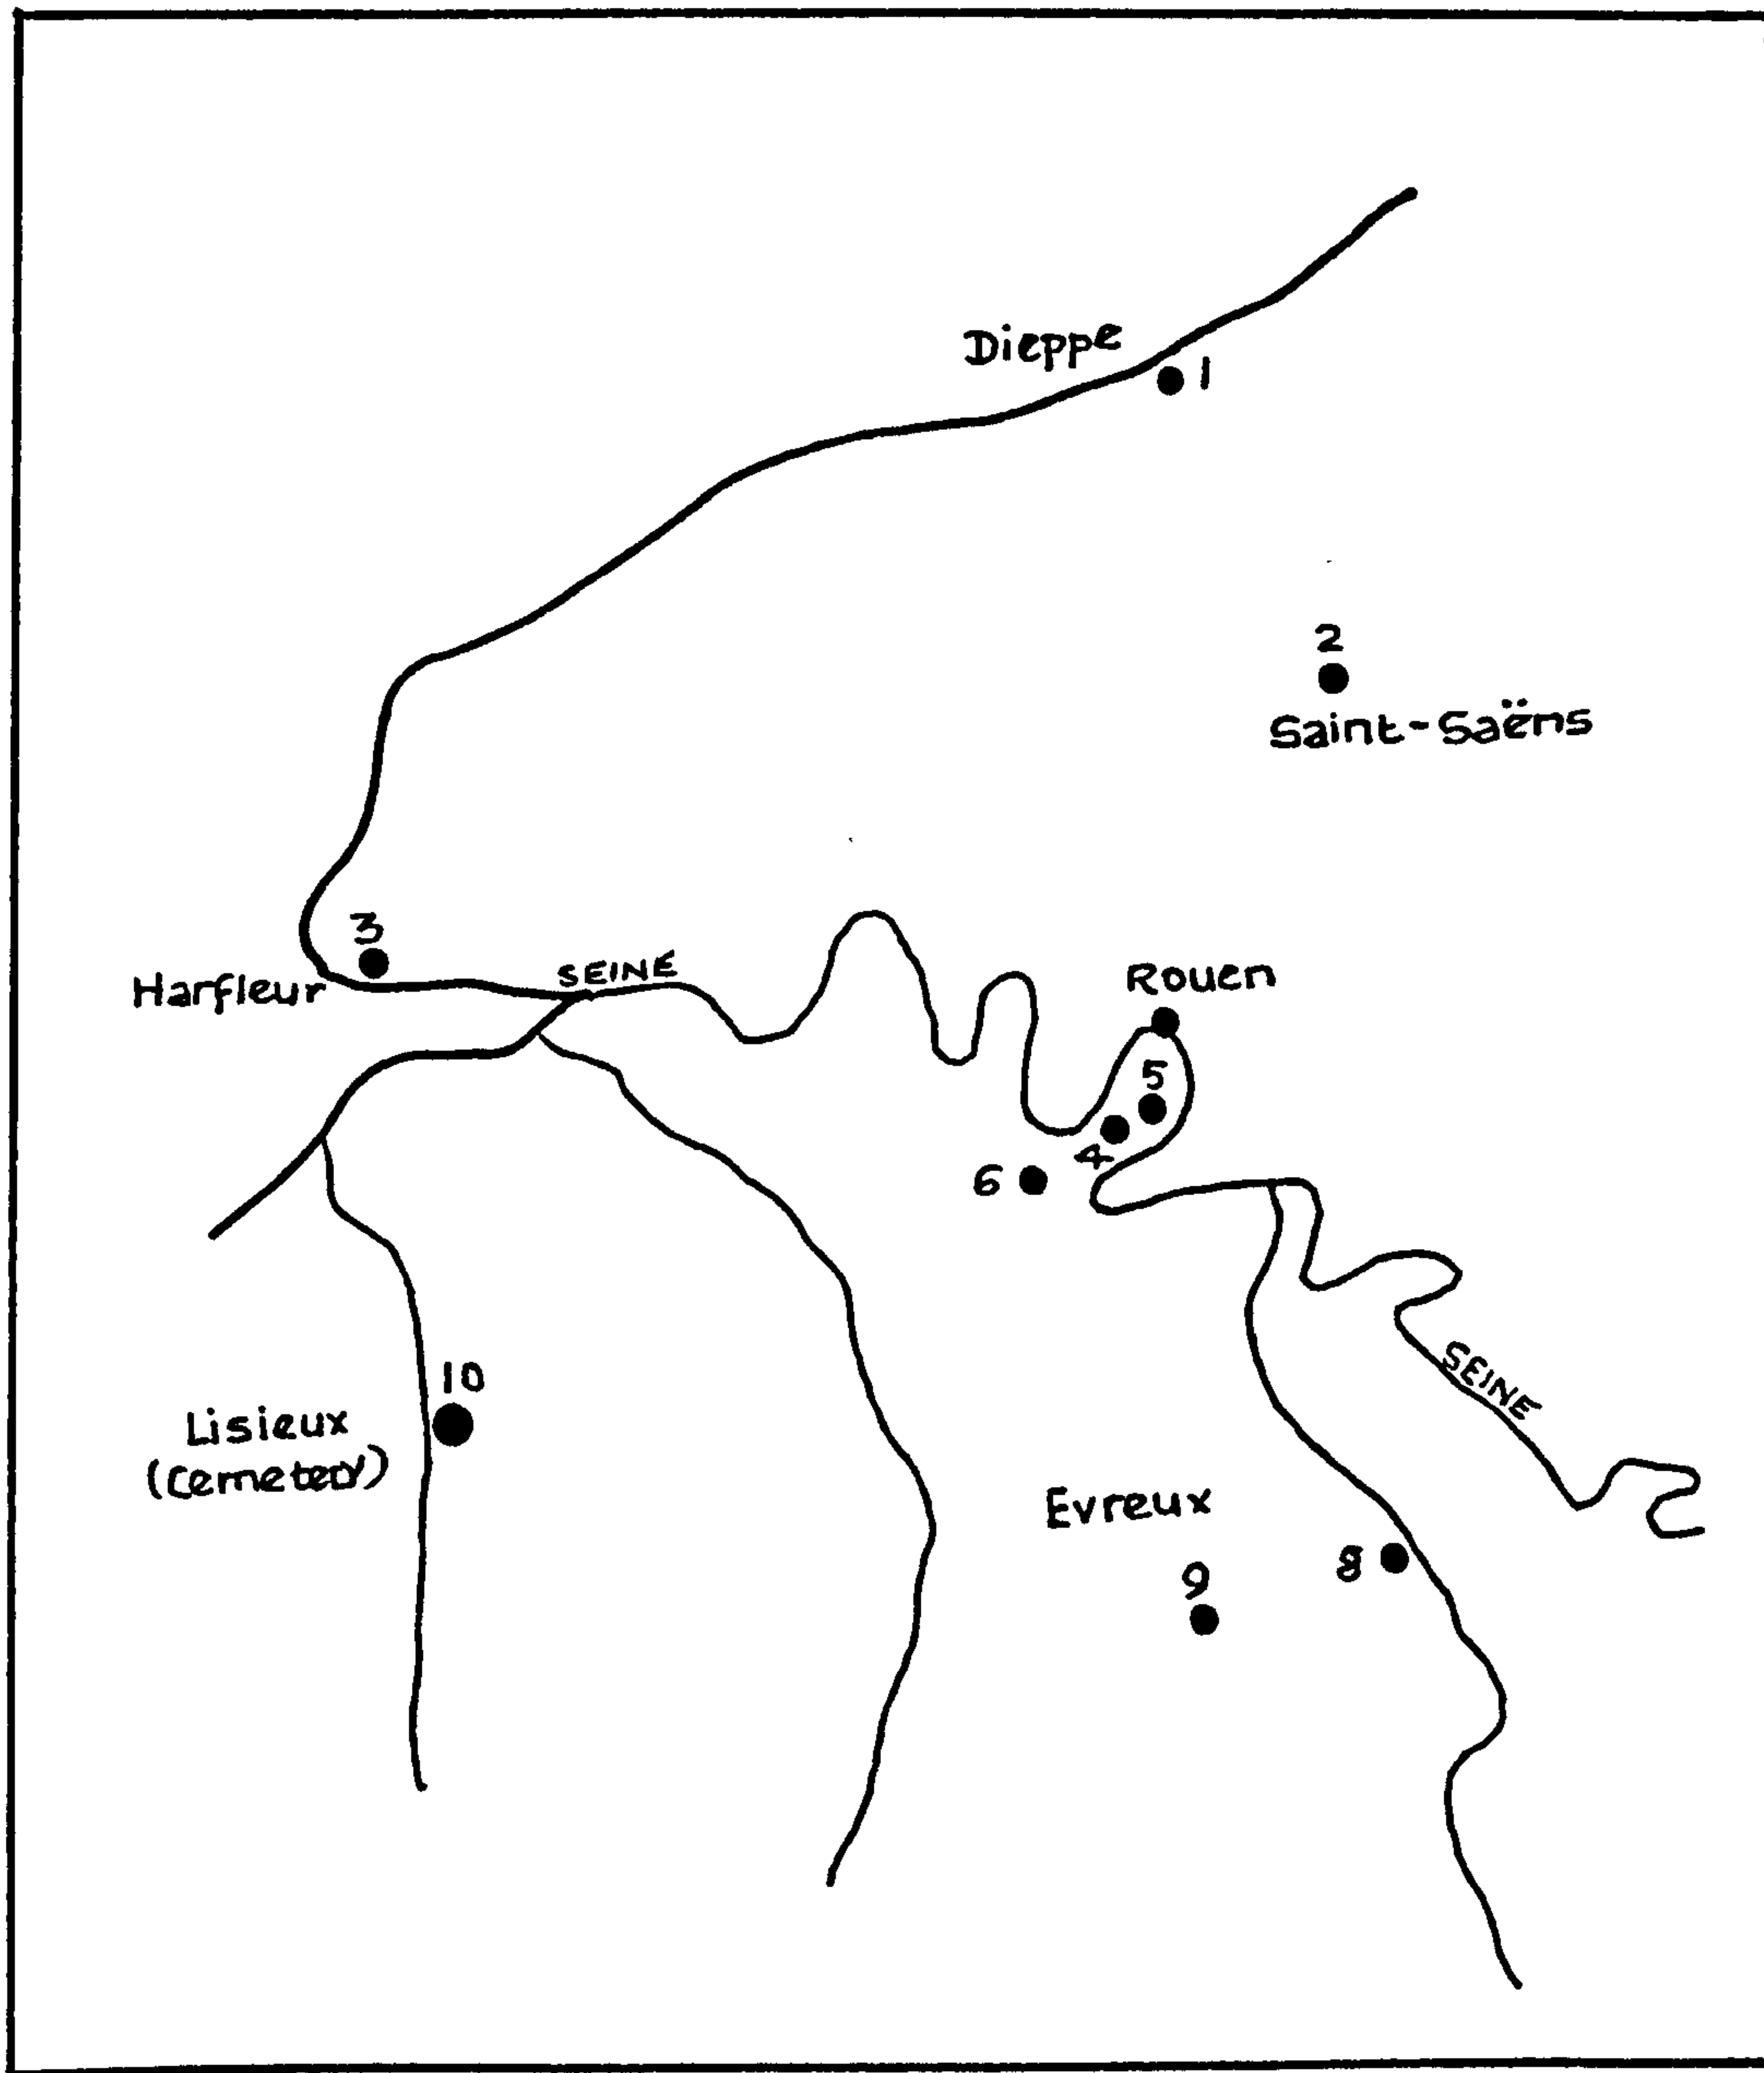 Dieppe
1
2
Saint-Saëns
3
Harfleur
SEINE
Rouen
5
4
6
10
Lisieux
(Cemetery)
SEINE
Evreux
8
9